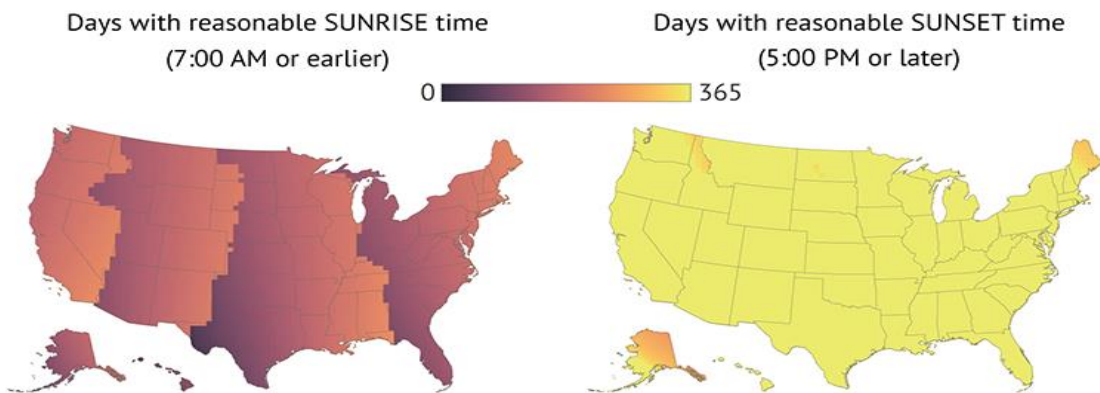 Days with reasonable SUNRISE time
(7:00 AM or earlier)
Days with reasonable SUNSET time
(5:00 PM or later)
0
365